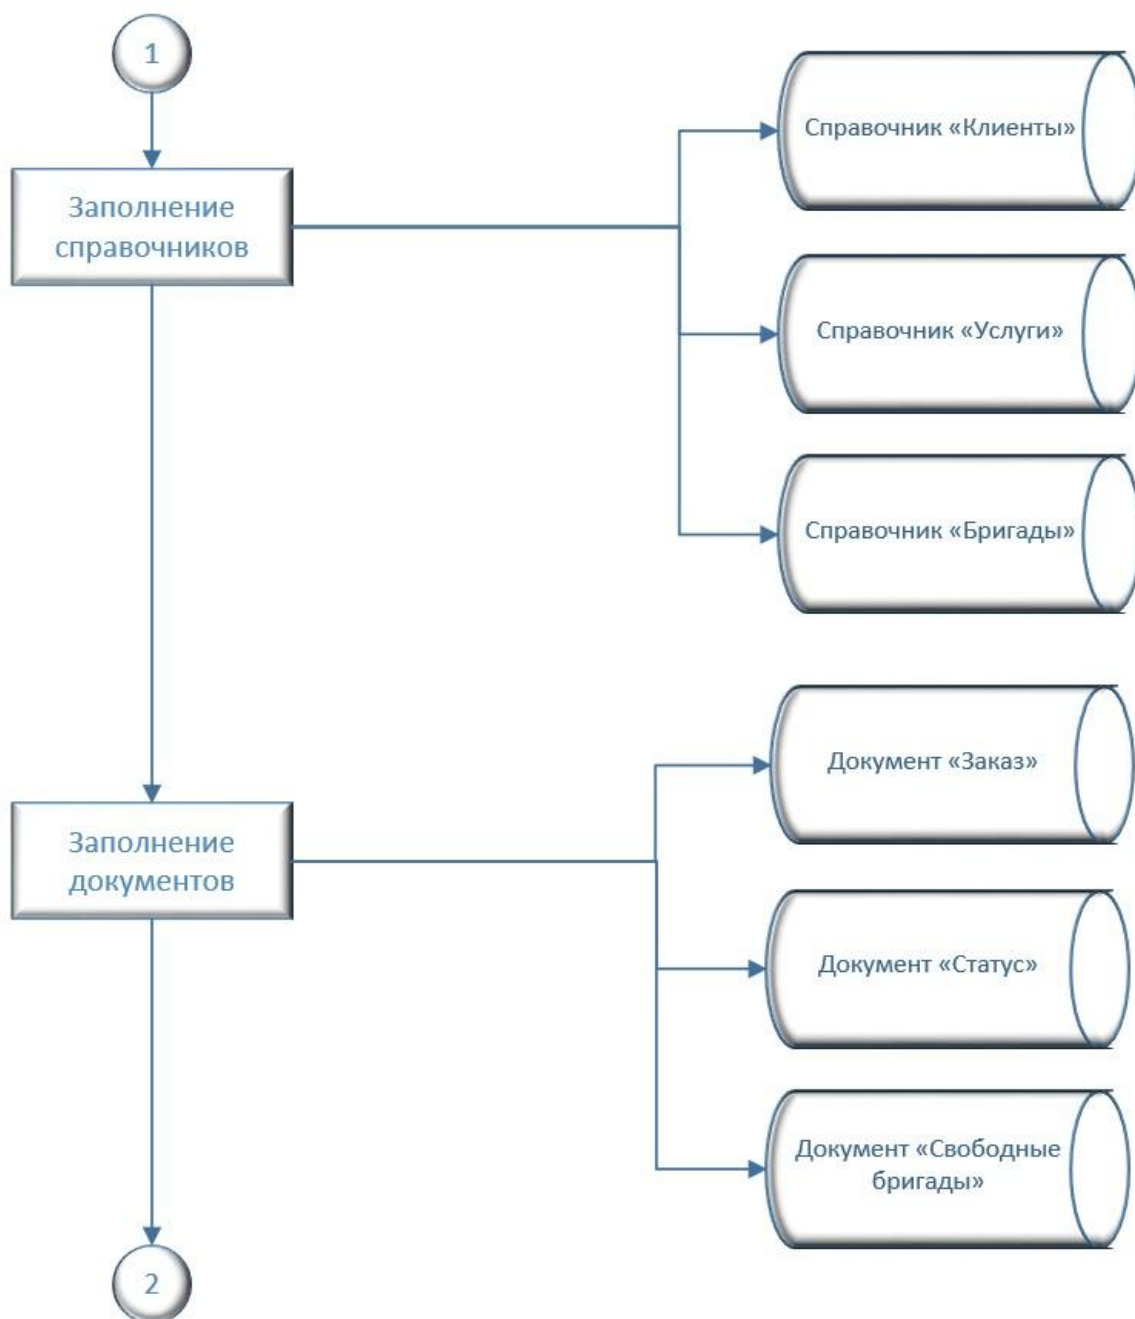 1
Справочник «Клиенты»
Заполнение
справочников
Справочник «Услуги»
Справочник «Бригады»
Документ «Заказ»
Заполнение
документов
Документ «Статус»
Документ «Свободные
бригады»
2